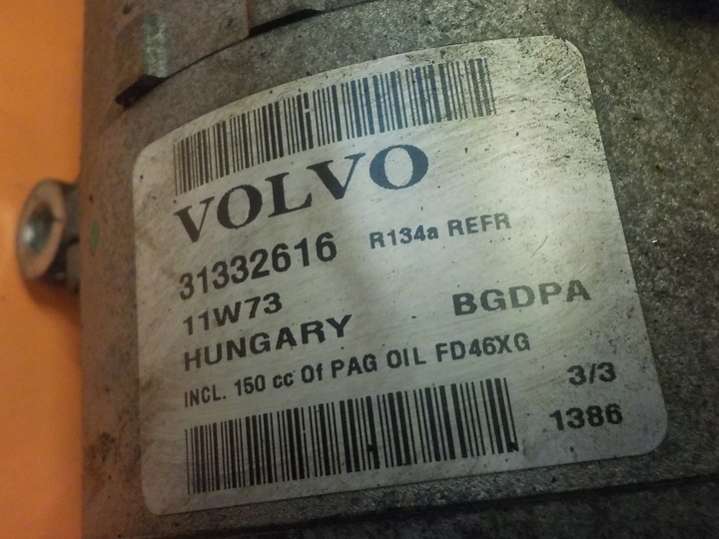 VOLVO
31332616 R134a REFR
11W73
HUNGARY BGDPA
INCL. 150 cc Of PAG OIL FD46XG
3/3
1386